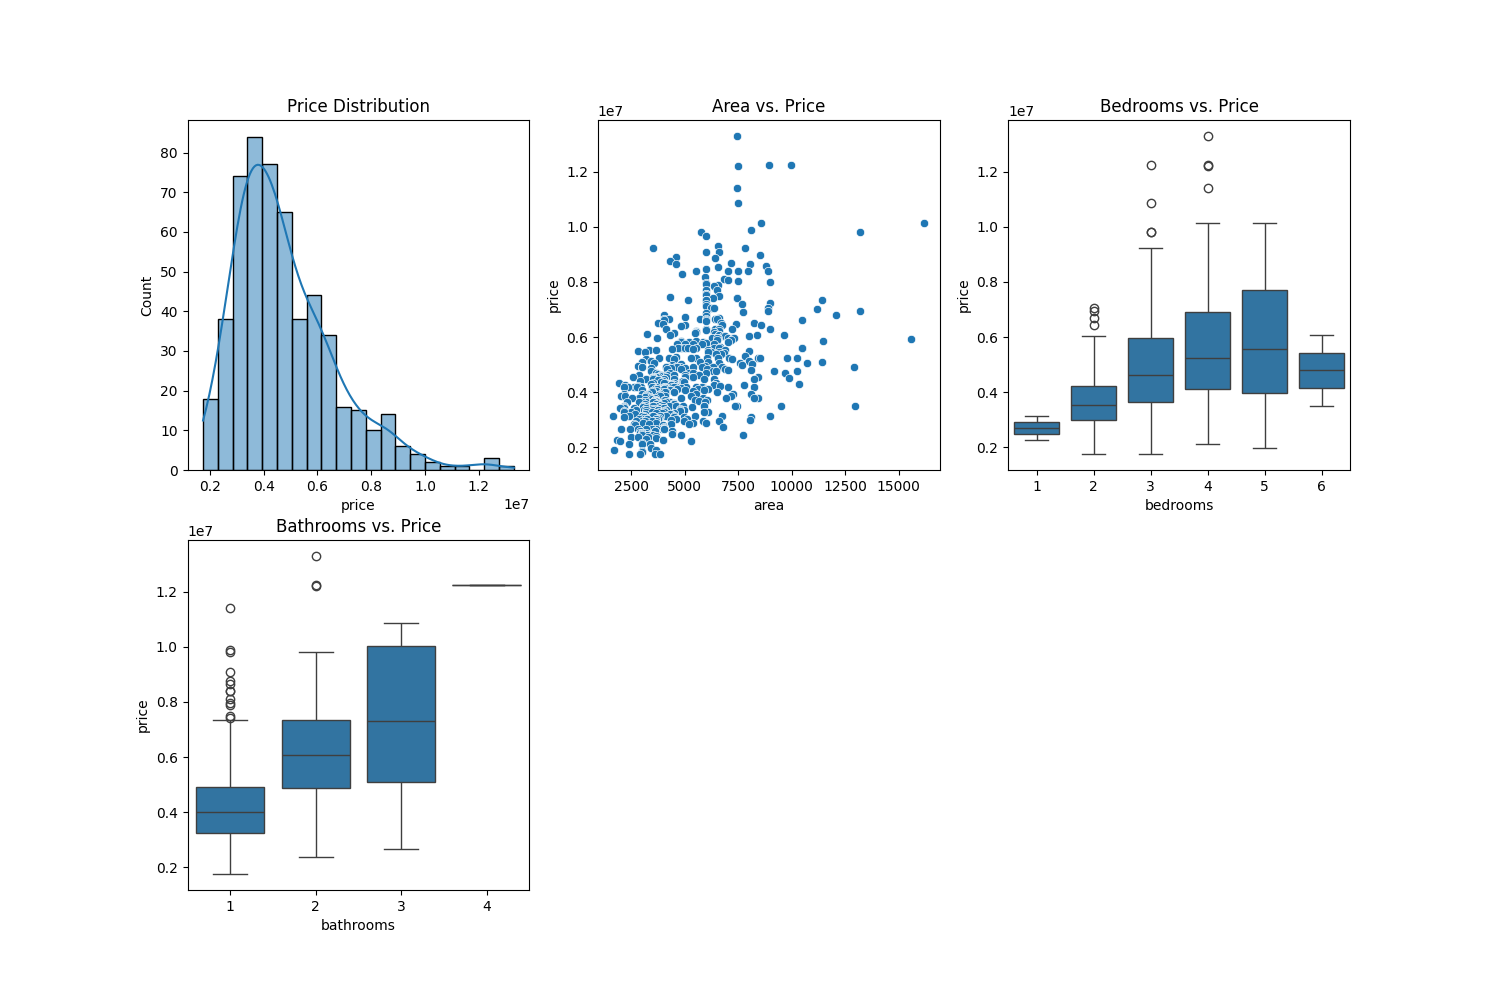 Price Distribution
Count
80
70
60
50
40
30
20
10
0
0.2 0.4 0.6 0.8 1.0 1.2
price
1e7
Area vs. Price
1e7
price
1.2
1.0
0.8
0.6
0.4
0.2
2500 5000 7500 10000 12500 15000
area
Bedrooms vs. Price
1e7
price
1.2
1.0
0.8
0.6
0.4
0.2
1 2 3 4 5 6
bedrooms
Bathrooms vs. Price
1e7
price
1.2
1.0
0.8
0.6
0.4
0.2
1 2 3 4
bathrooms